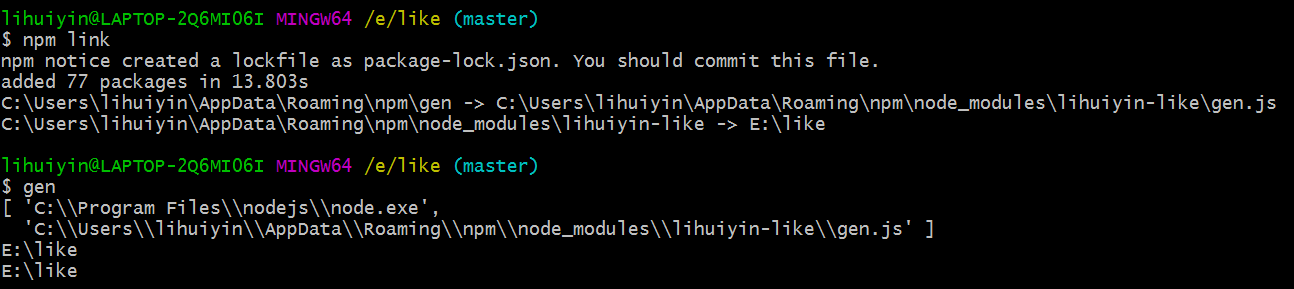 lihuiyin@LAPTOP-2Q6MIO6I MINGW64 /e/like (master)
$ npm link
npm notice created a lockfile as package-lock.json. You should commit this file.
added 77 packages in 13.803s
C:\Users\lihuiyin\AppData\Roaming\npm\gen -> C:\Users\lihuiyin\AppData\Roaming\npm\node_modules\lihuiyin-like\gen.js
C:\Users\lihuiyin\AppData\Roaming\npm\node_modules\lihuiyin-like -> E:\like
lihuiyin@LAPTOP-2Q6MIO6I MINGW64 /e/like (master)
$ gen
[ 'C:\\Program Files\\nodejs\\node.exe',
  'C:\\Users\\lihuiyin\\AppData\\Roaming\\npm\\node_modules\\lihuiyin-like\\gen.js' ]
E:\like
E:\like